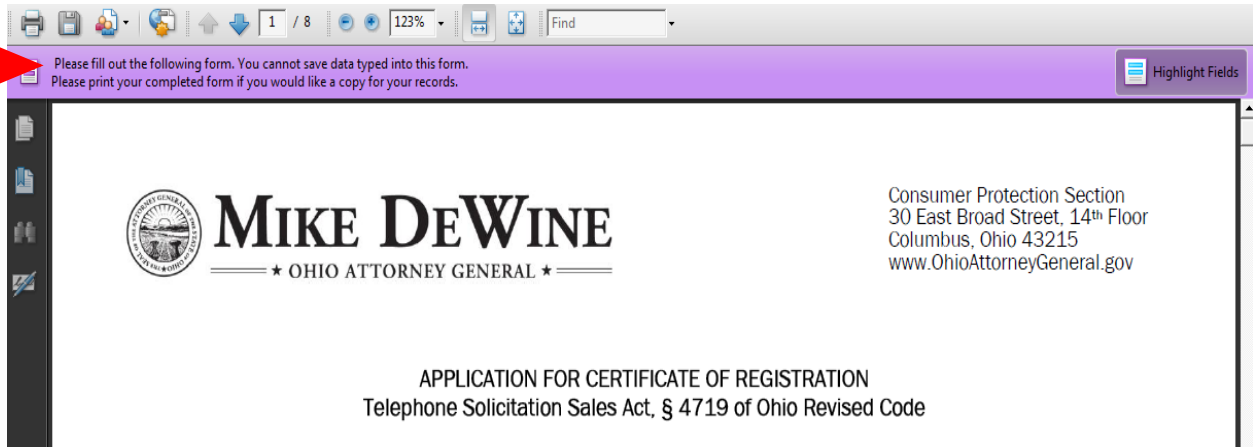 1 / 8 123% Find
Please fill out the following form. You cannot save data typed into this form.
Please print your completed form if you would like a copy for your records.
Highlight Fields
MIKE DEWINE
★ OHIO ATTORNEY GENERAL ★
Consumer Protection Section
30 East Broad Street, 14th Floor
Columbus, Ohio 43215
www.OhioAttorneyGeneral.gov
APPLICATION FOR CERTIFICATE OF REGISTRATION
Telephone Solicitation Sales Act, § 4719 of Ohio Revised Code